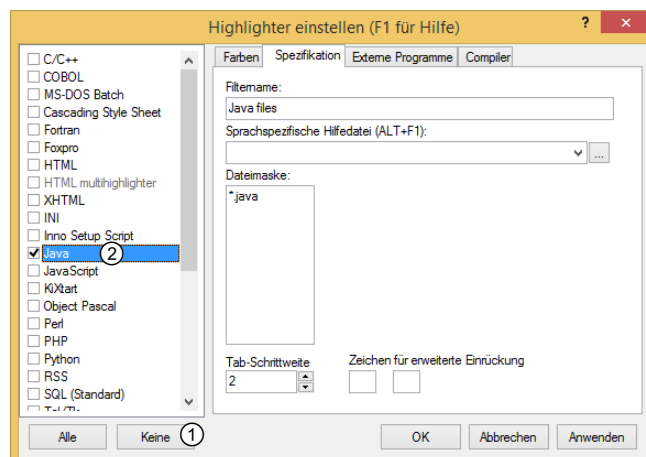 Highlighter einstellen (F1 für Hilfe)
? ×
C/C++
COBOL
MS-DOS Batch
Cascading Style Sheet
Fortran
Foxpro
HTML
HTML multihighlighter
XHTML
INI
Inno Setup Script
Java ②
JavaScript
KiXtart
Object Pascal
Perl
PHP
Python
RSS
SQL (Standard)
Farben Spezifikation Externe Programme Compiler
Filtername:
Java files
Sprachspezifische Hilfedatei (ALT+F1):
...
Dateimaske:
*.java
Tab-Schrittweite Zeichen für erweiterte Einrückung
2
Alle Keine ① OK Abbrechen Anwenden